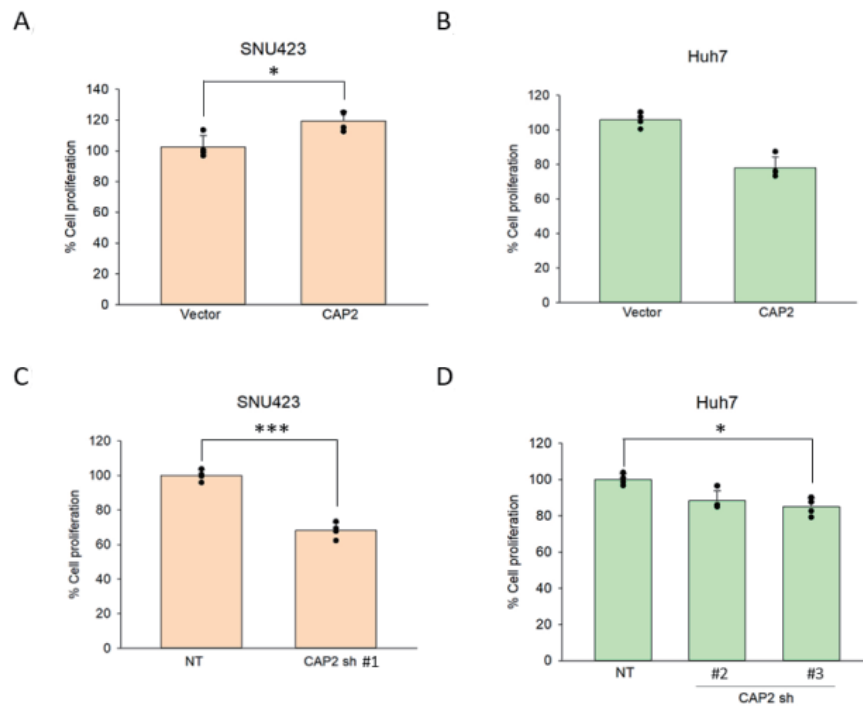 A
SNU423
*
% Cell proliferation
140
120
100
80
60
40
20
0
Vector
CAP2
B
Huh7
% Cell proliferation
120
100
80
60
40
20
0
Vector
CAP2
C
SNU423
***
% Cell proliferation
120
100
80
60
40
20
0
NT
CAP2 sh #1
D
Huh7
*
% Cell proliferation
120
100
80
60
40
20
0
NT
#2
#3
CAP2 sh